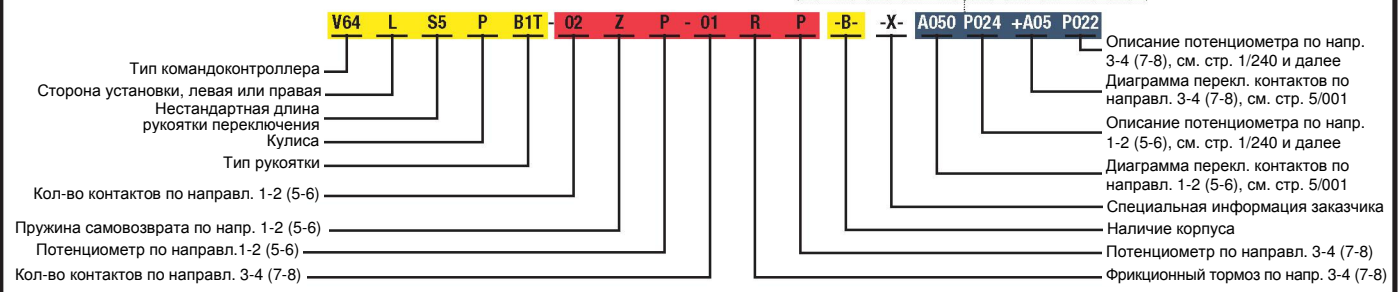 V64 L S5 P B1T - 02 Z P - 01 R P -B- -X- A050 P024 +A05 P022
Тип командоконтроллера
Сторона установки, левая или правая
Нестандартная длина
рукоятки переключения
Кулиса
Тип рукоятки
Кол-во контактов по направл. 1-2 (5-6)
Пружина самовозврата по напр. 1-2 (5-6)
Потенциометр по направл.1-2 (5-6)
Кол-во контактов по направл. 3-4 (7-8)
Описание потенциометра по напр.
3-4 (7-8), см. стр. 1/240 и далее
Диаграмма перекл. контактов по
направл. 3-4 (7-8), см. стр. 5/001
Описание потенциометра по напр.
1-2 (5-6), см. стр. 1/240 и далее
Диаграмма перекл. контактов по
направл. 1-2 (5-6), см. стр. 5/001
Специальная информация заказчика
Наличие корпуса
Потенциометр по направл. 3-4 (7-8)
Фрикционный тормоз по напр. 3-4 (7-8)